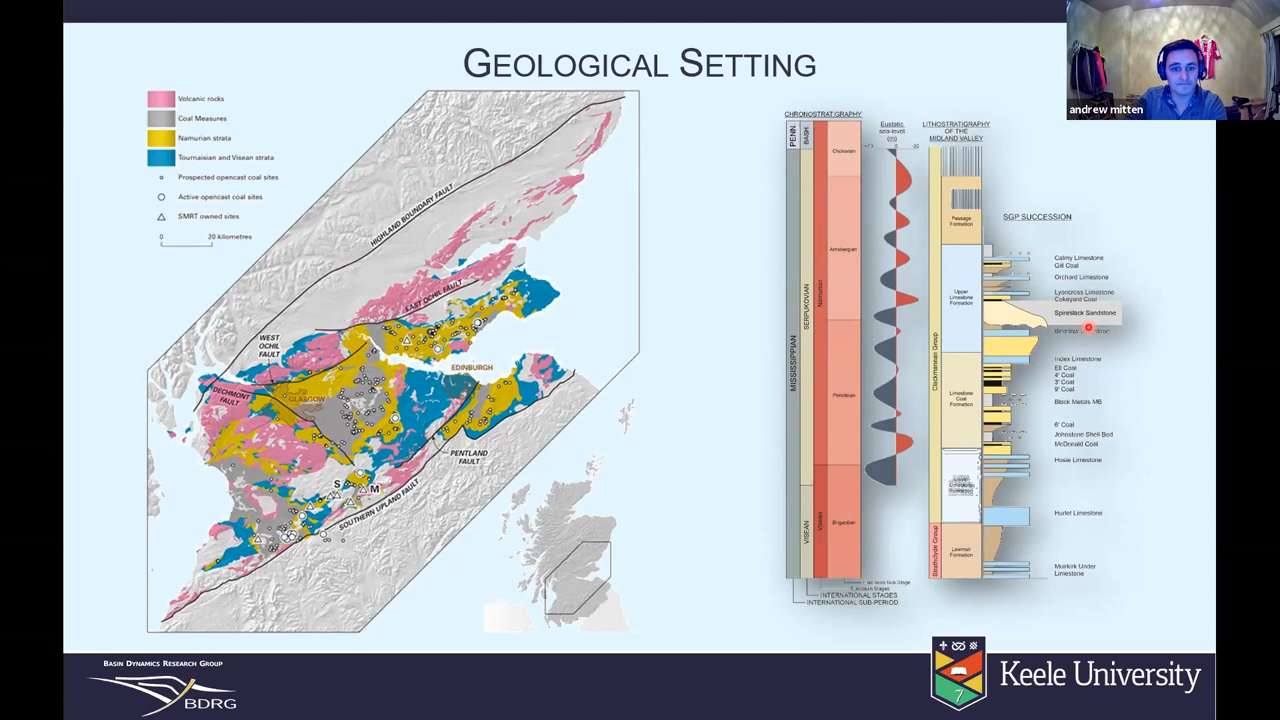 GEOLOGICAL SETTING
andrew mitten
Volcanic rocks
Coal Measures
Namurian strata
Tournaisian and Visean strata
Prospected opencast coal sites
Active opencast coal sites
SMRT owned sites
0 20 kilometres
HIGHLAND BOUNDARY FAULT
EAST OCHIL FAULT
WEST
OCHIL
FAULT
EDINBURGH
DECHMONT
FAULT
GLASGOW
PENTLAND
FAULT
S
M
SOUTHERN UPLAND FAULT
CHRONOSTRATIGRAPHY
Eustatic
sea-level
(m)
PENN.
BASH.
Chokierian
Arnsbergian
Namurian
SERPUKOVIAN
MISSISSIPPIAN
Pendleian
VISEAN
Visean
Brigantian
European Stages
INTERNATIONAL STAGES
INTERNATIONAL SUB-PERIOD
LITHOSTRATIGRAPHY
OF THE
MIDLAND VALLEY
Passage
Formation
Upper
Limestone
Formation
Clackmannan Group
Limestone
Coal
Formation
Strathclyde Group
Lawmuir
Formation
SGP SUCCESSION
Calmy Limestone
Gill Coal
Orchard Limestone
Lyoncross Limestone
Cokeyard Coal
Spireslack Sandstone
Index Limestone
Ell Coal
4' Coal
3' Coal
9' Coal
Black Metals MB
6' Coal
Johnstone Shell Bed
McDonald Coal
Hosie Limestone
Hurlet Limestone
Muirkirk Under
Limestone
BASIN DYNAMICS RESEARCH GROUP
BDRG
Keele University